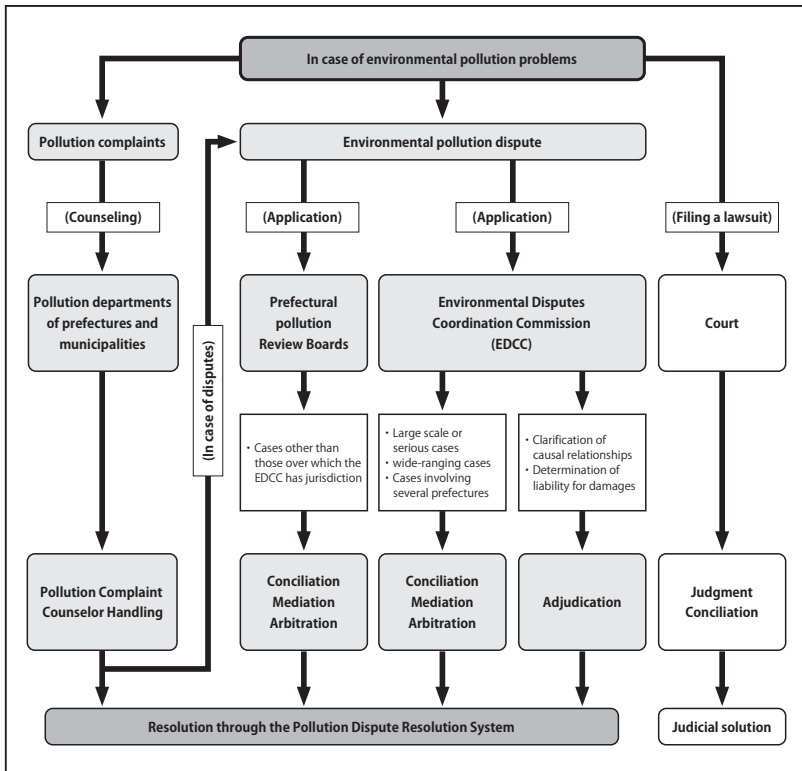 In case of environmental pollution problems
Pollution complaints
Environmental pollution dispute
(Counseling)
(Application)
(Application)
(Filing a lawsuit)
Pollution departments
of prefectures and
municipalities
(In case of disputes)
Prefectural
pollution
Review Boards
Environmental Disputes
Coordination Commission
(EDCC)
Court
・Cases other than
those over which the
EDCC has jurisdiction
・Large scale or
serious cases
・wide-ranging cases
・Cases involving
several prefectures
・Clarification of
causal relationships
・Determination of
liability for damages
Pollution Complaint
Counselor Handling
Conciliation
Mediation
Arbitration
Conciliation
Mediation
Arbitration
Adjudication
Judgment
Conciliation
Resolution through the Pollution Dispute Resolution System
Judicial solution